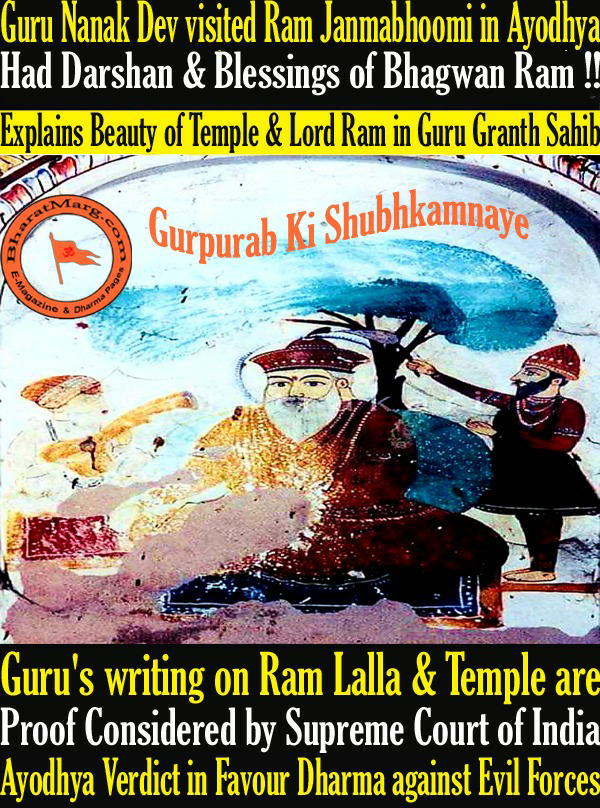 Guru Nanak Dev visited Ram Janmabhoomi in Ayodhya
Had Darshan & Blessings of Bhagwan Ram !!
Explains Beauty of Temple & Lord Ram in Guru Granth Sahib
BharatMarg.com
ॐ
E-Magazine & Dharma Pages
Gurpurab Ki Shubhkamnaye
Guru's writing on Ram Lalla & Temple are
Proof Considered by Supreme Court of India
Ayodhya Verdict in Favour Dharma against Evil Forces